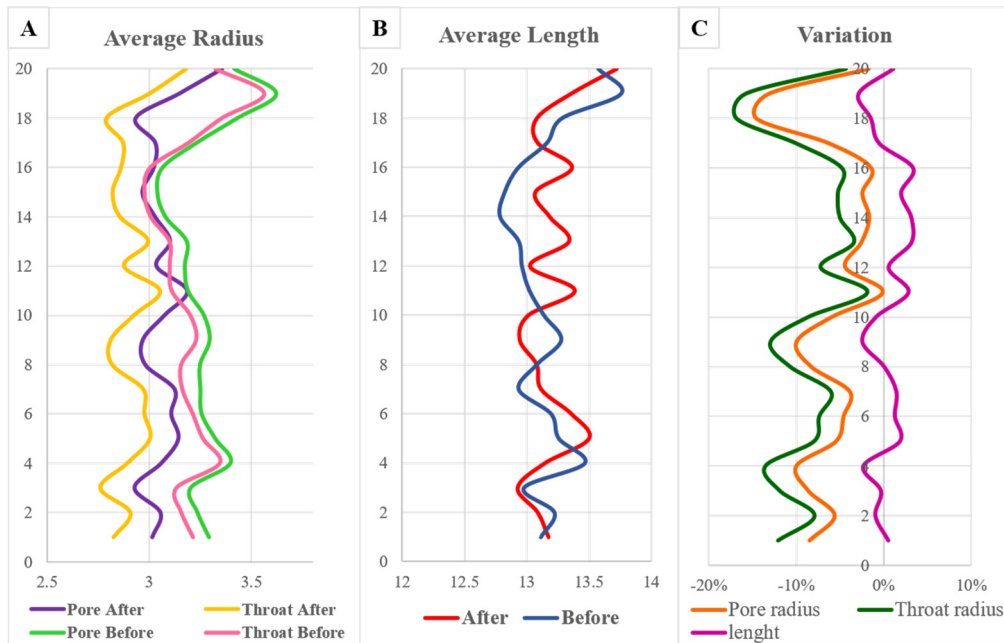 A
Average Radius
20
18
16
14
12
10
8
6
4
2
0
2.5 3 3.5
Pore After Throat After
Pore Before Throat Before
B
Average Length
20
18
16
14
12
10
8
6
4
2
0
12 12.5 13 13.5 14
After Before
C
Variation
20
18
16
14
12
10
8
6
4
2
0
-20% -10% 0% 10%
Pore radius Throat radius
lenght